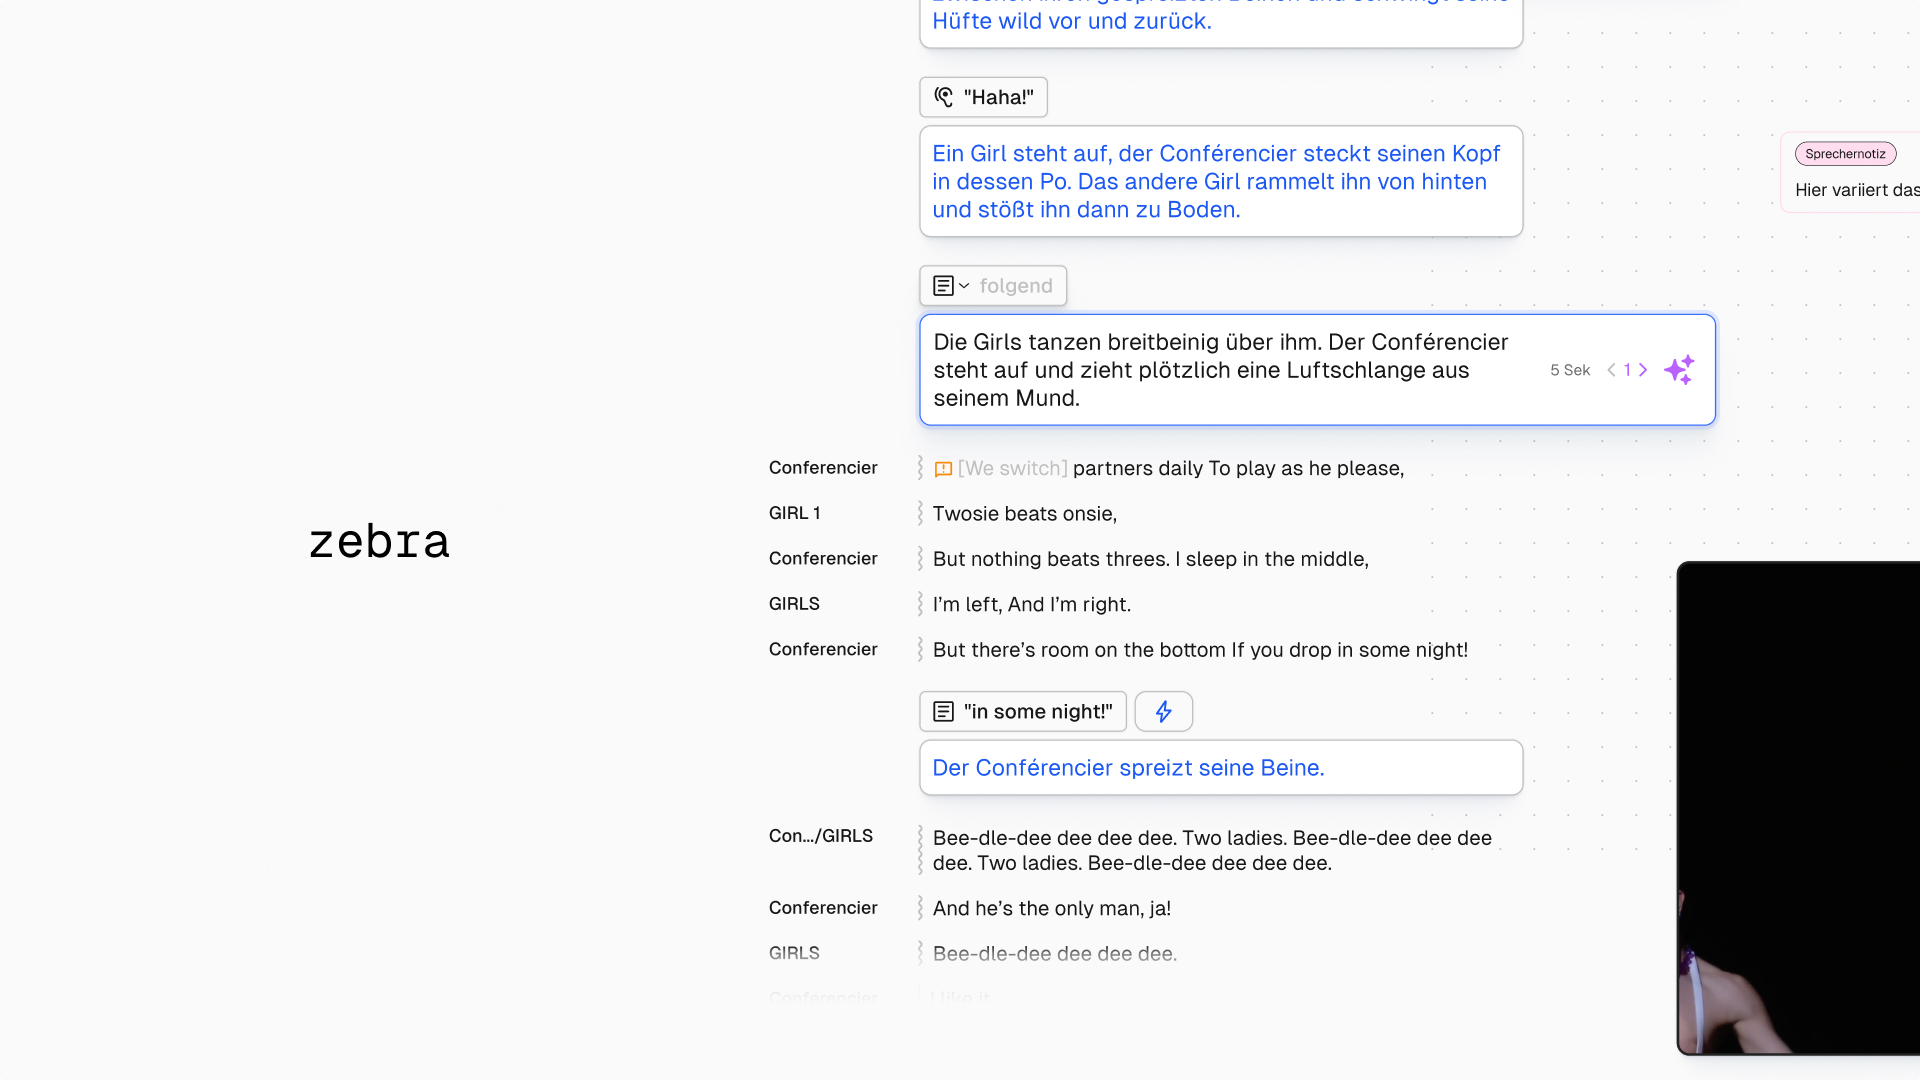 Hüfte wild vor und zurück.
"Haha!"
Ein Girl steht auf, der Conférencier steckt seinen Kopf
in dessen Po. Das andere Girl rammelt ihn von hinten
und stößt ihn dann zu Boden.
Sprechernotiz
Hier variiert das
folgend
Die Girls tanzen breitbeinig über ihm. Der Conférencier
steht auf und zieht plötzlich eine Luftschlange aus
seinem Mund.
5 Sek < 1 >
Conferencier [We switch] partners daily To play as he please,
GIRL 1 Twosie beats onsie,
zebra
Conferencier But nothing beats threes. I sleep in the middle,
GIRLS I’m left, And I’m right.
Conferencier But there’s room on the bottom If you drop in some night!
"in some night!"
Der Conférencier spreizt seine Beine.
Con.../GIRLS Bee-dle-dee dee dee dee. Two ladies. Bee-dle-dee dee dee
dee. Two ladies. Bee-dle-dee dee dee dee.
Conferencier And he’s the only man, ja!
GIRLS Bee-dle-dee dee dee dee.
Conferencier I like it